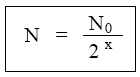 N = N₀ / 2ˣ